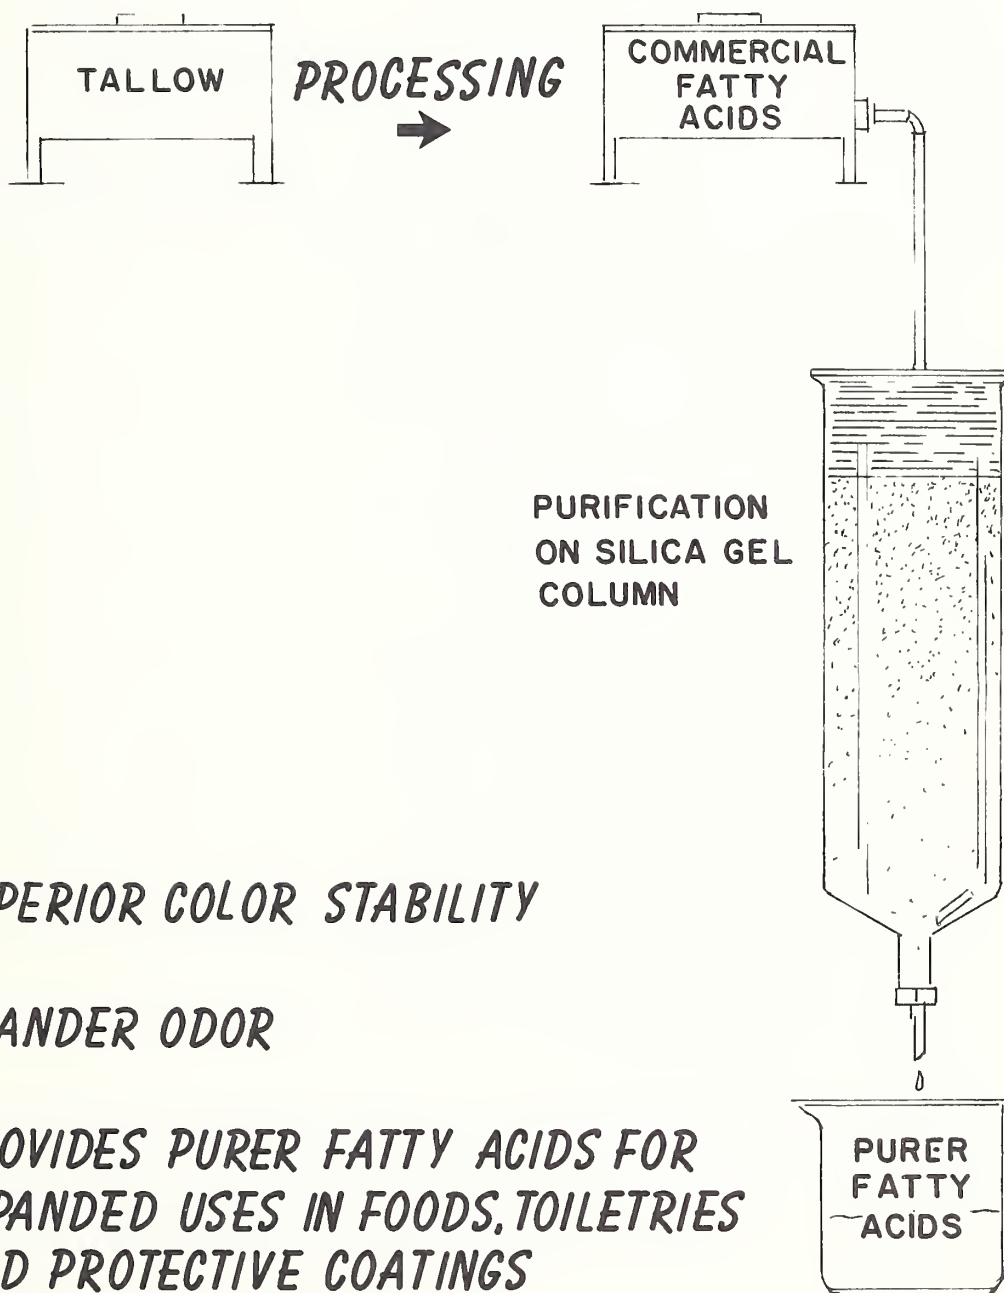 TALLOW
PROCESSING
COMMERCIAL
FATTY
ACIDS
PURIFICATION
ON SILICA GEL
COLUMN
PERIOR COLOR STABILITY
ANDER ODOR
OVIDES PURER FATTY ACIDS FOR
PANDED USES IN FOODS, TOILETRIES
D PROTECTIVE COATINGS
PURER
FATTY
ACIDS